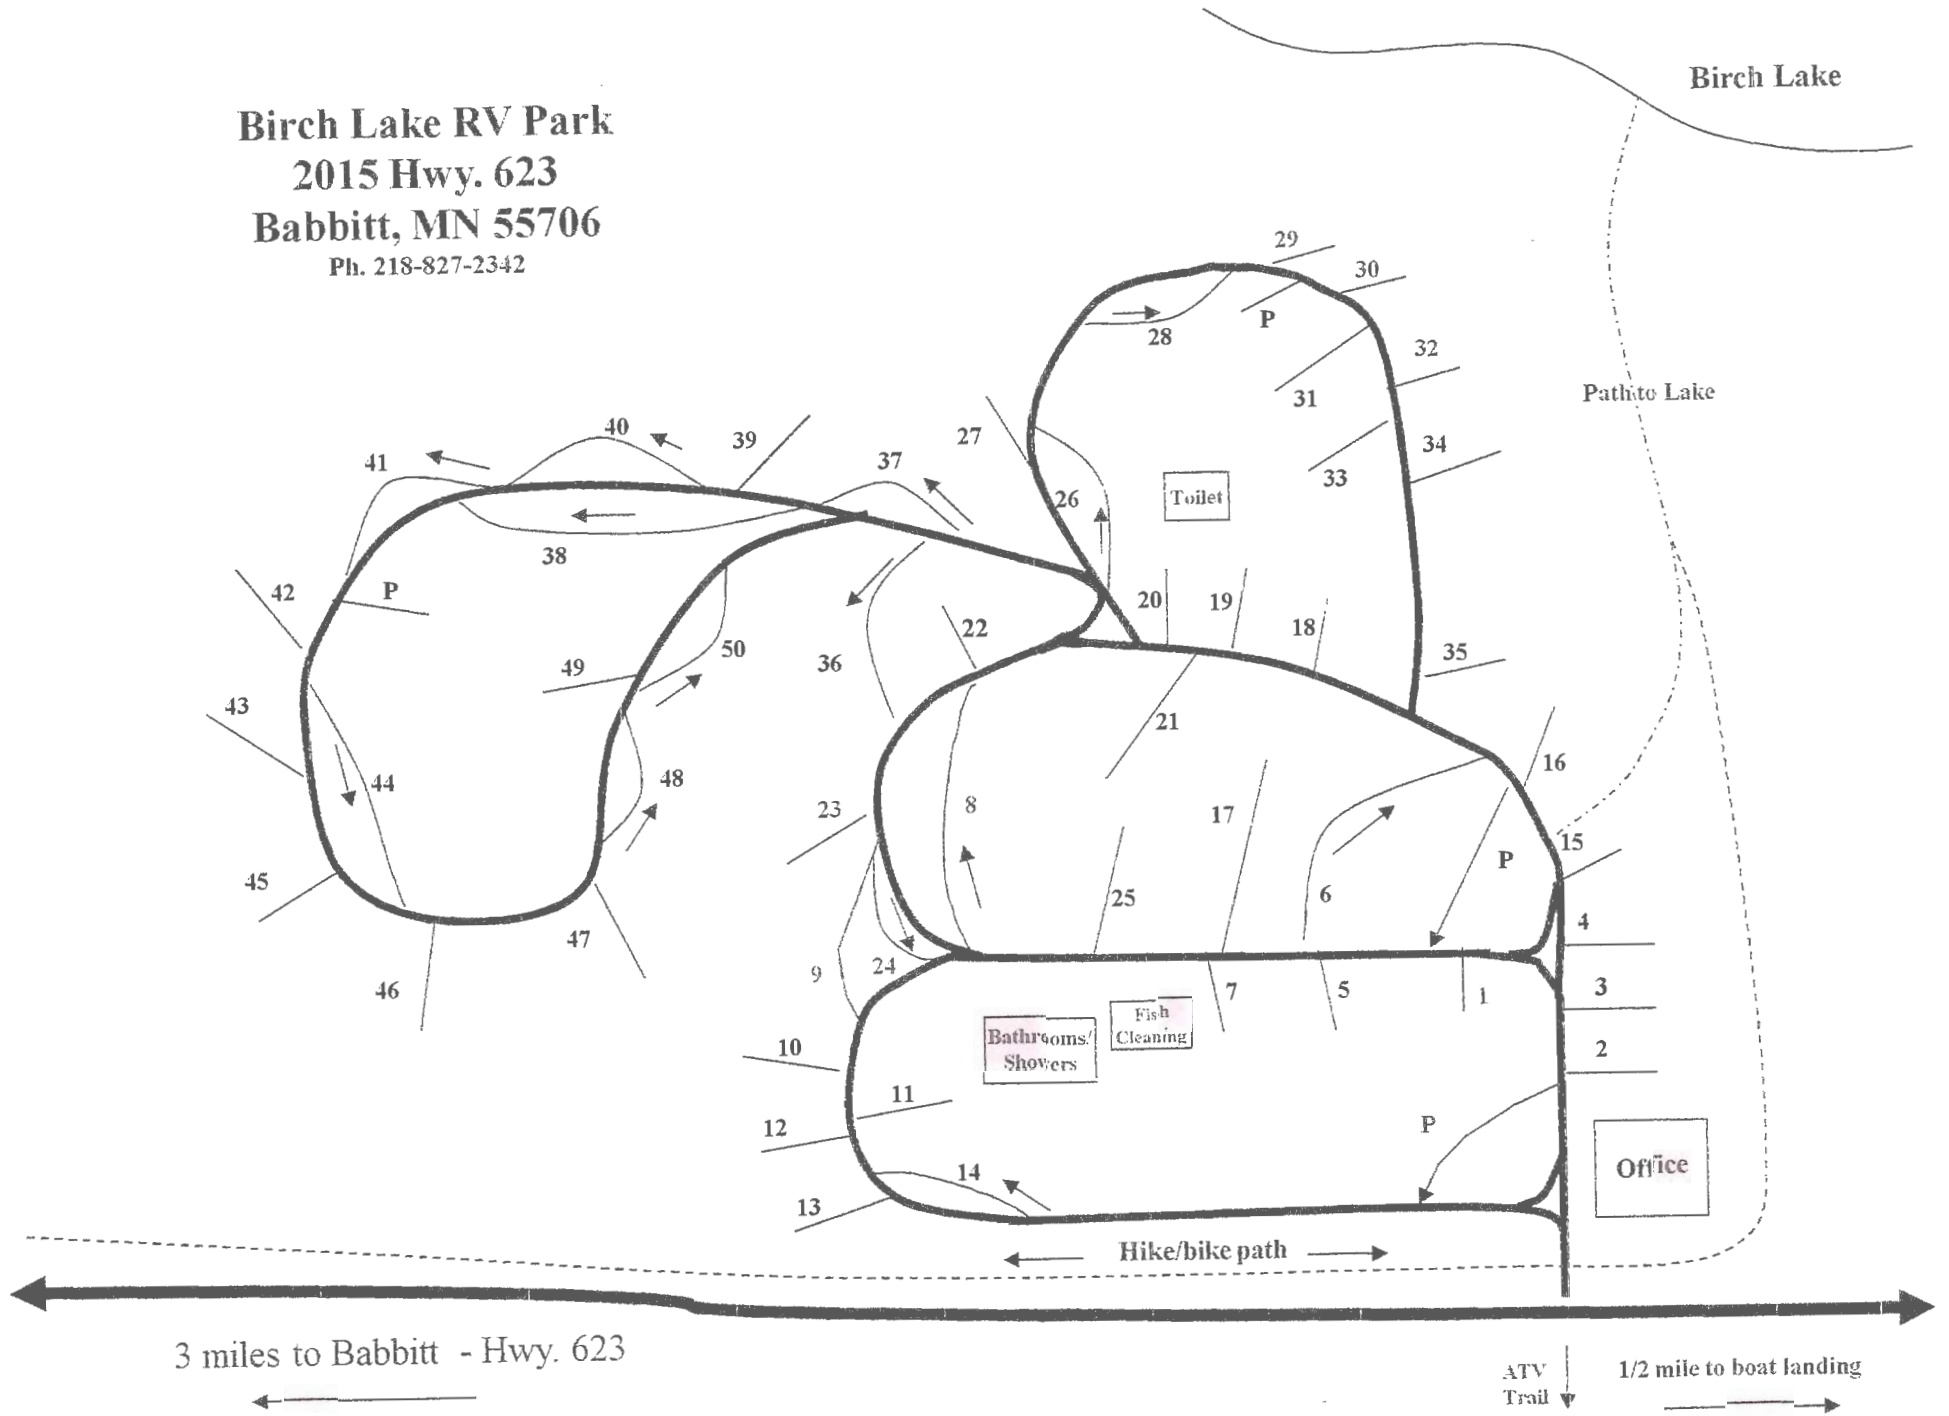 Birch Lake
Birch Lake RV Park
2015 Hwy. 623
Babbitt, MN 55706
Ph. 218-827-2342
29
30
P
28
32
31
Path to Lake
27
34
33
26
Toilet
40
39
41
37
38
42
P
20
19
18
35
22
50
36
49
43
21
16
48
44
23
8
17
15
P
45
25
6
4
47
9
24
46
7
5
1
3
Fish
Cleaning
Bathrooms/
Showers
10
2
11
12
P
14
Office
13
Hike/bike path
3 miles to Babbitt - Hwy. 623
ATV
Trail
1/2 mile to boat landing